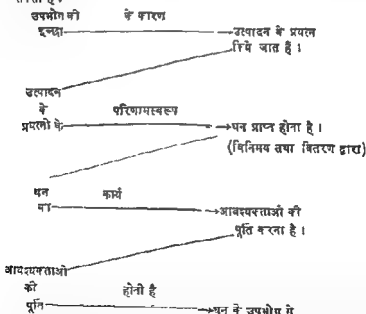 उपभोग की के कारण
इच्छा उत्पादन के प्रयत्न
किये जाते हैं ।
उत्पादन
के परिणामस्वरूप
प्रयत्नो के धन प्राप्त होता है ।
(विनिमय तथा वितरण द्वारा)
धन कार्य
का आवश्यकताओ की
पूर्ति करना है ।
आवश्यकताओ
की होती है
पूर्ति धन के उपभोग से